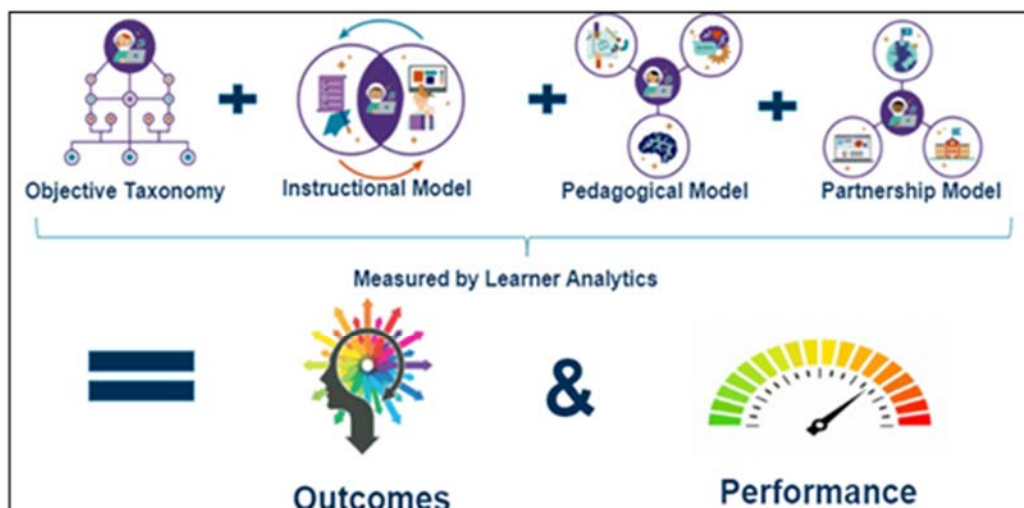 + + +
Objective Taxonomy Instructional Model Pedagogical Model Partnership Model
Measured by Learner Analytics
= &
Outcomes Performance